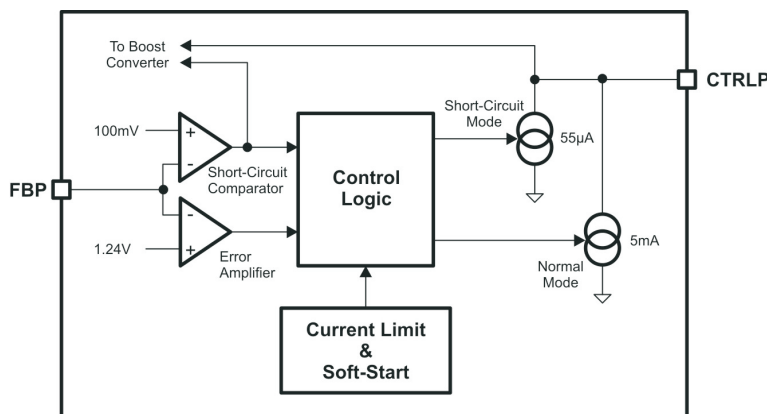 To Boost
Converter
CTRLP
Short-Circuit
Mode
100mV
+
-
55µA
Short-Circuit
Comparator
Control
Logic
FBP
-
1.24V
+
Error
Amplifier
5mA
Normal
Mode
Current Limit
&
Soft-Start